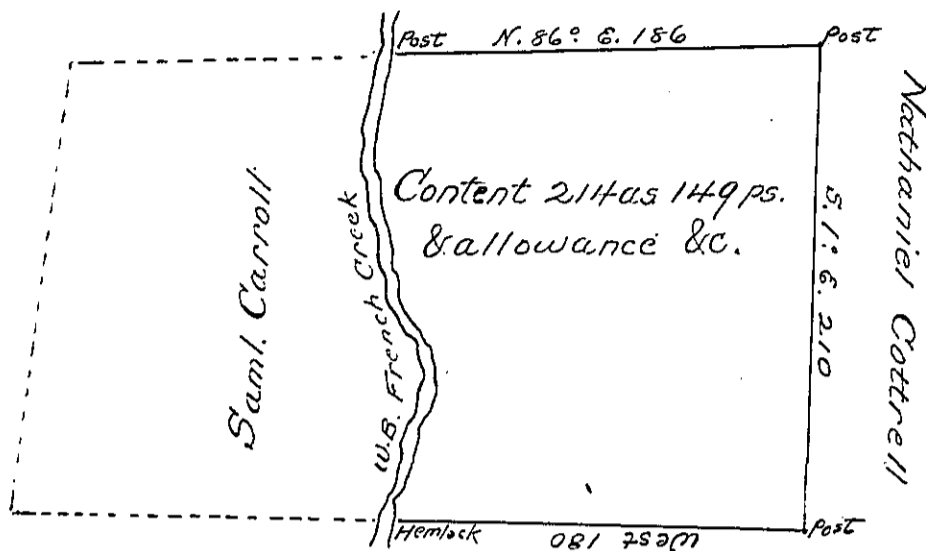 Post N. 86° E. 186 Post
Nathaniel Cottrell
Content 214as 149ps.
& allowance &c.
Saml. Carroll
W.B. French Creek
S. 1° E. 210
Hemlock West 180 Post